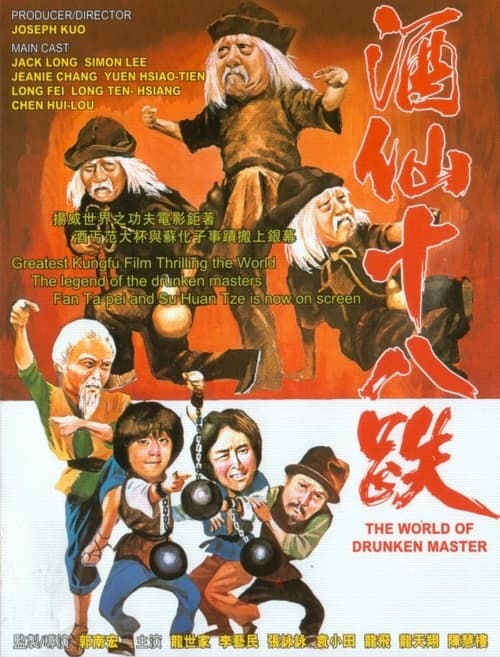 PRODUCER/DIRECTOR
JOSEPH KUO
MAIN CAST
JACK LONG SIMON LEE
JEANIE CHANG YUEN HSIAO-TIEN
LONG FEI LONG TEN- HSIANG
CHEN HUI-LOU
酒仙十八跌
揚威世界之功夫電影鉅著
酒丐范大杯與蘇化子事蹟搬上銀幕
Greatest Kungfu Film Thrilling the World
The legend of the drunken masters
Fan Ta-pei and Su Huan Tze is now on screen
THE WORLD OF
DRUNKEN MASTER
監製/導演 郭南宏 主演 龍世家 李藝民 張詠詠 袁小田 龍飛 龍天翔 陳慧樓